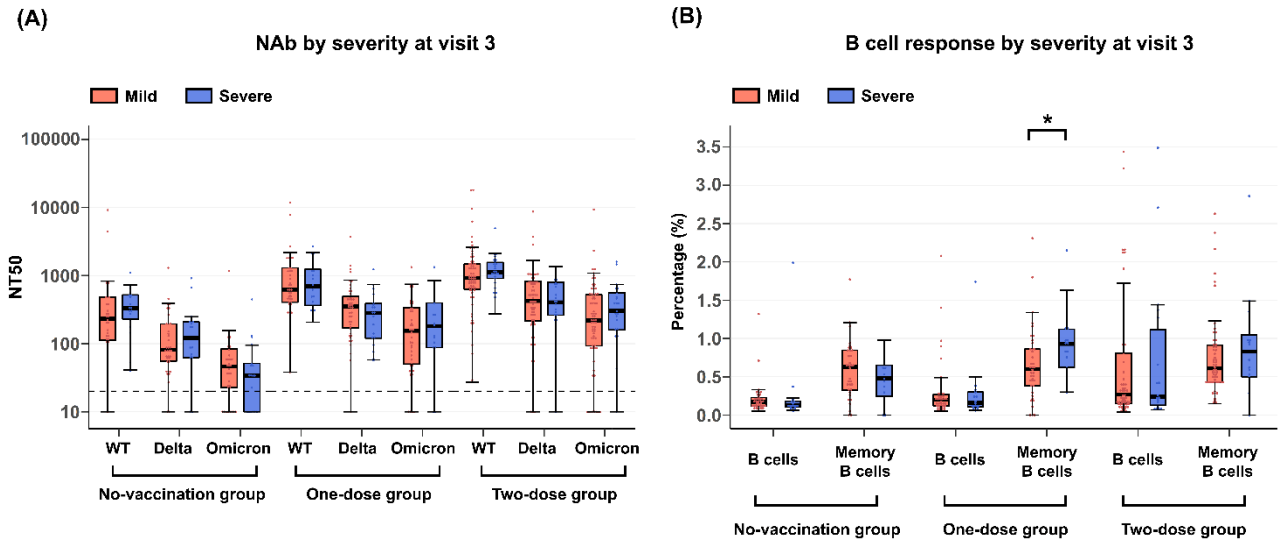 (A)
NAb by severity at visit 3
Mild Severe
NT50
100000
10000
1000
100
10
WT Delta Omicron WT Delta Omicron WT Delta Omicron
No-vaccination group One-dose group Two-dose group
(B)
B cell response by severity at visit 3
Mild Severe
*
Percentage (%)
3.5
3.0
2.5
2.0
1.5
1.0
0.5
0.0
B cells Memory B cells B cells Memory B cells B cells Memory B cells
No-vaccination group One-dose group Two-dose group